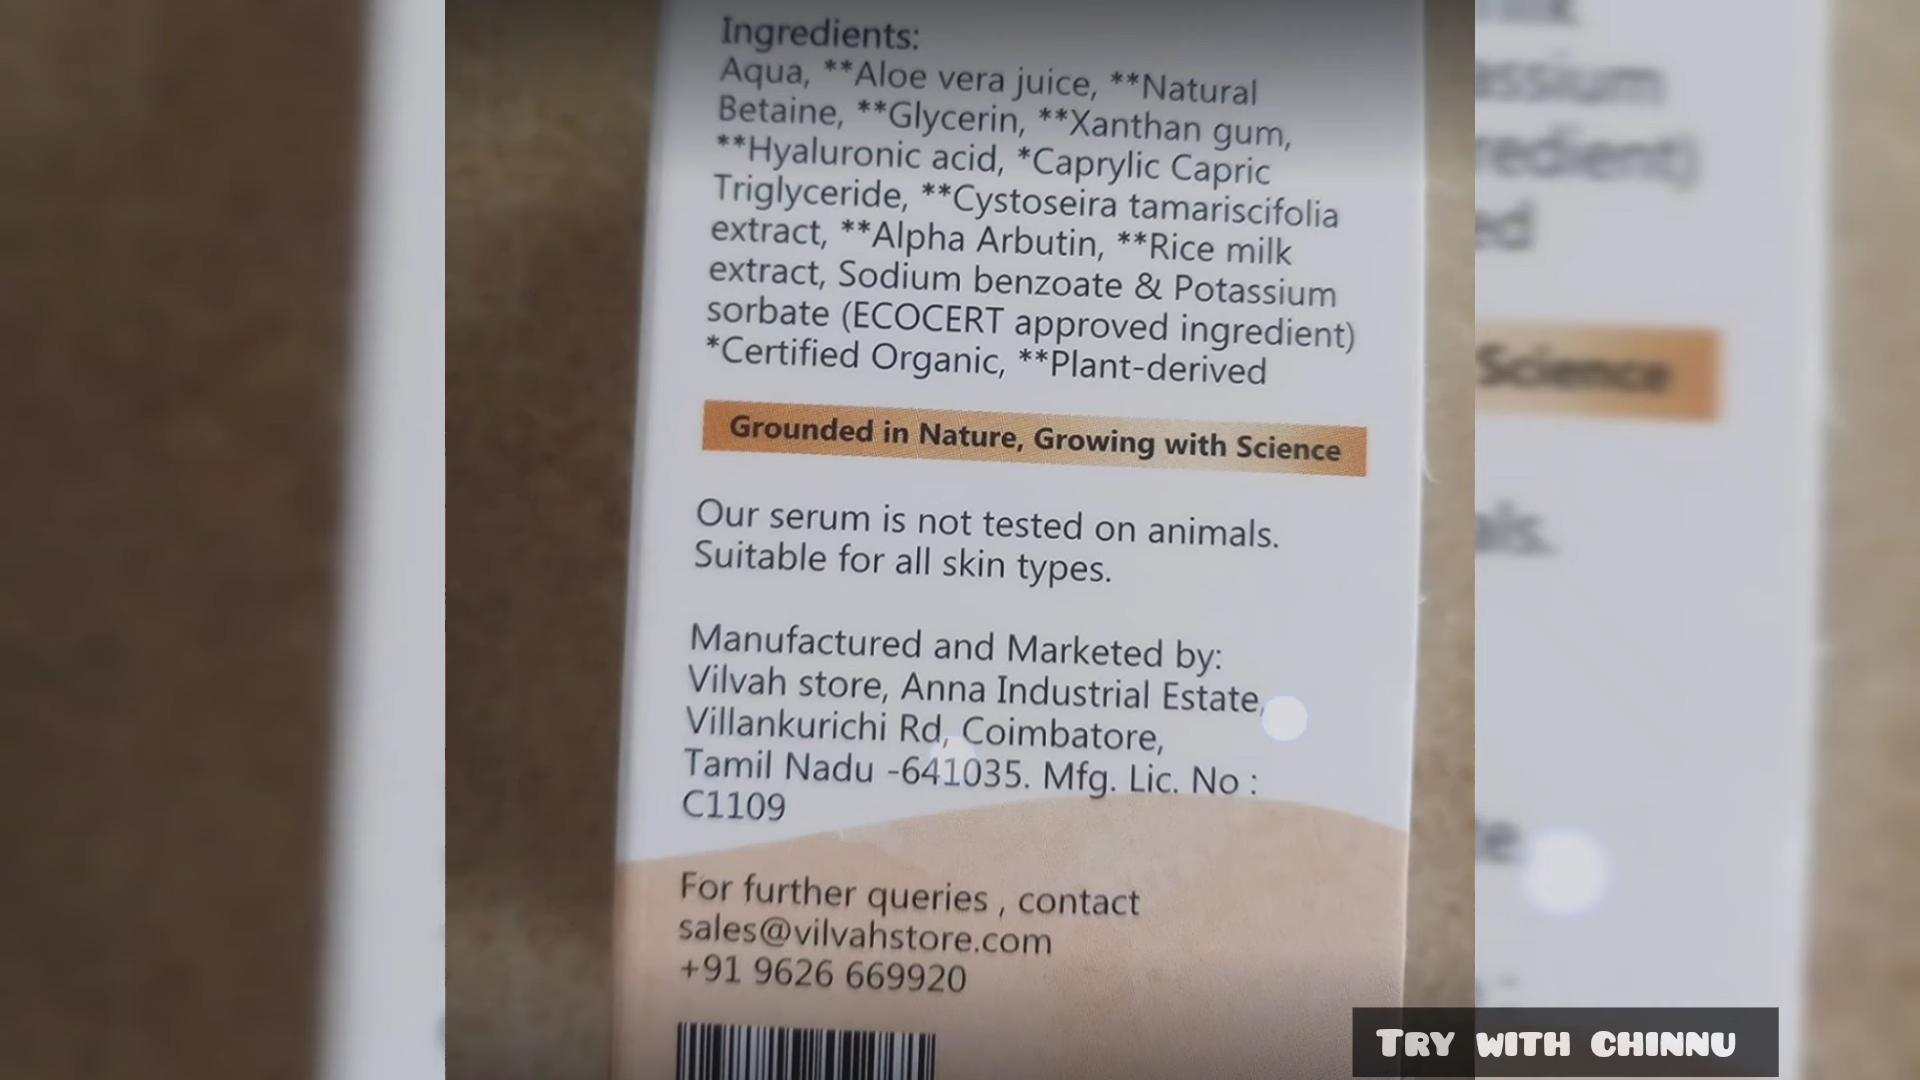 Ingredients:
Aqua, **Aloe vera juice, **Natural
Betaine, **Glycerin, **Xanthan gum,
**Hyaluronic acid, *Caprylic Capric
Triglyceride, **Cystoseira tamariscifolia
extract, **Alpha Arbutin, **Rice milk
extract, Sodium benzoate & Potassium
sorbate (ECOCERT approved ingredient)
*Certified Organic, **Plant-derived
Grounded in Nature, Growing with Science
Our serum is not tested on animals.
Suitable for all skin types.
Manufactured and Marketed by:
Vilvah store, Anna Industrial Estate,
Villankurichi Rd, Coimbatore,
Tamil Nadu -641035. Mfg. Lic. No :
C1109
For further queries , contact
sales@vilvahstore.com
+91 9626 669920
Try with Chinnu